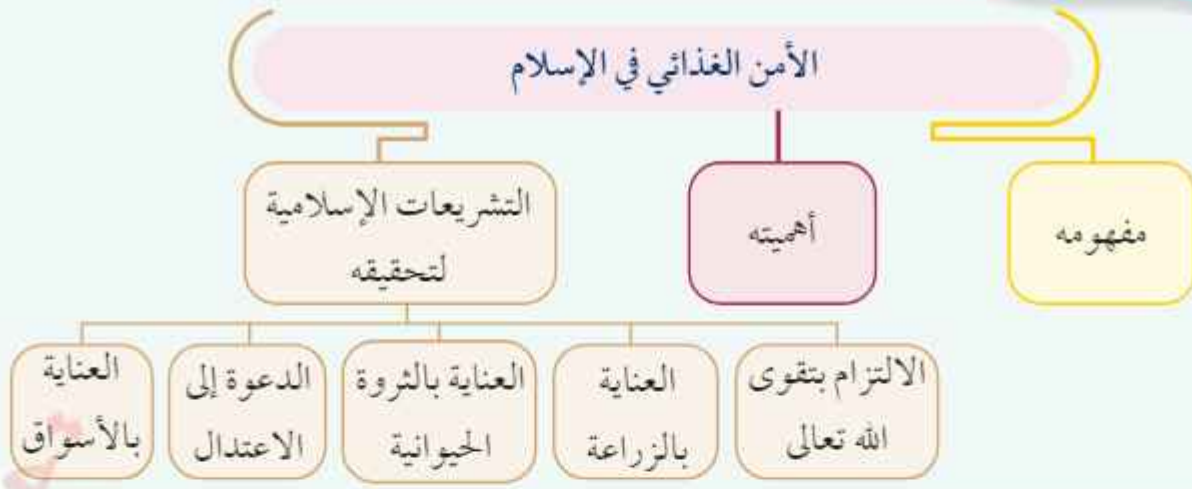 الأمن الغذائي في الإسلام
مفهومه
أهميته
التشريعات الإسلامية
لتحقيقه
الالتزام بتقوى
الله تعالى
العناية
بالزراعة
العناية بالثروة
الحيوانية
الدعوة إلى
الاعتدال
العناية
بالأسواق